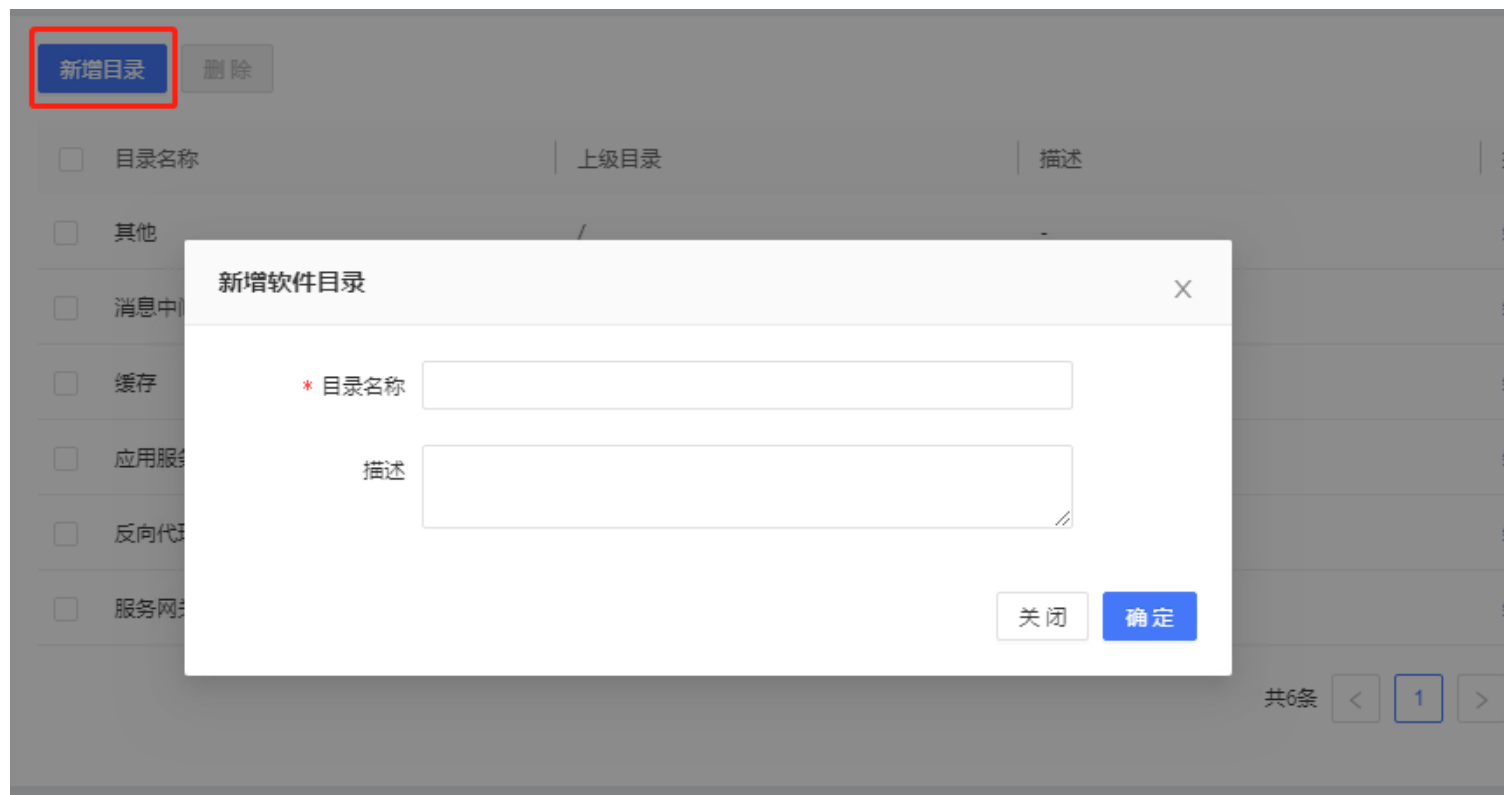 新增目录 删除
目录名称 上级目录 描述
其他 / -
新增软件目录
消息中
缓存
* 目录名称
应用服
描述
反向代
服务网
关闭 确定
共6条 < 1 >